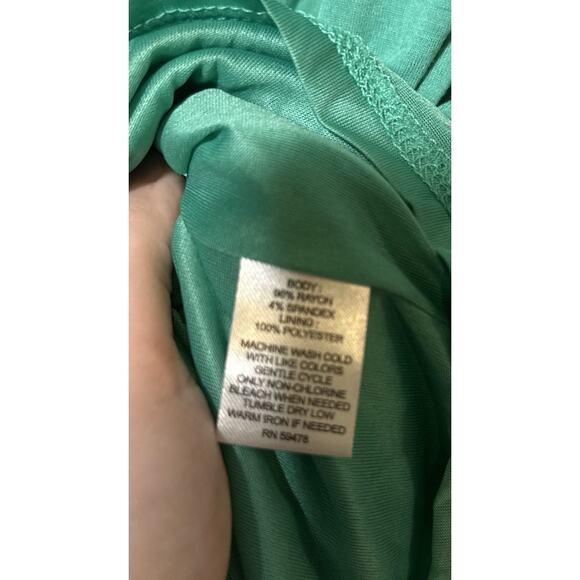 BODY :
96% RAYON
4% SPANDEX
LINING :
100% POLYESTER
MACHINE WASH COLD
WITH LIKE COLORS
GENTLE CYCLE
ONLY NON-CHLORINE
BLEACH WHEN NEEDED
TUMBLE DRY LOW
WARM IRON IF NEEDED
RN 59478